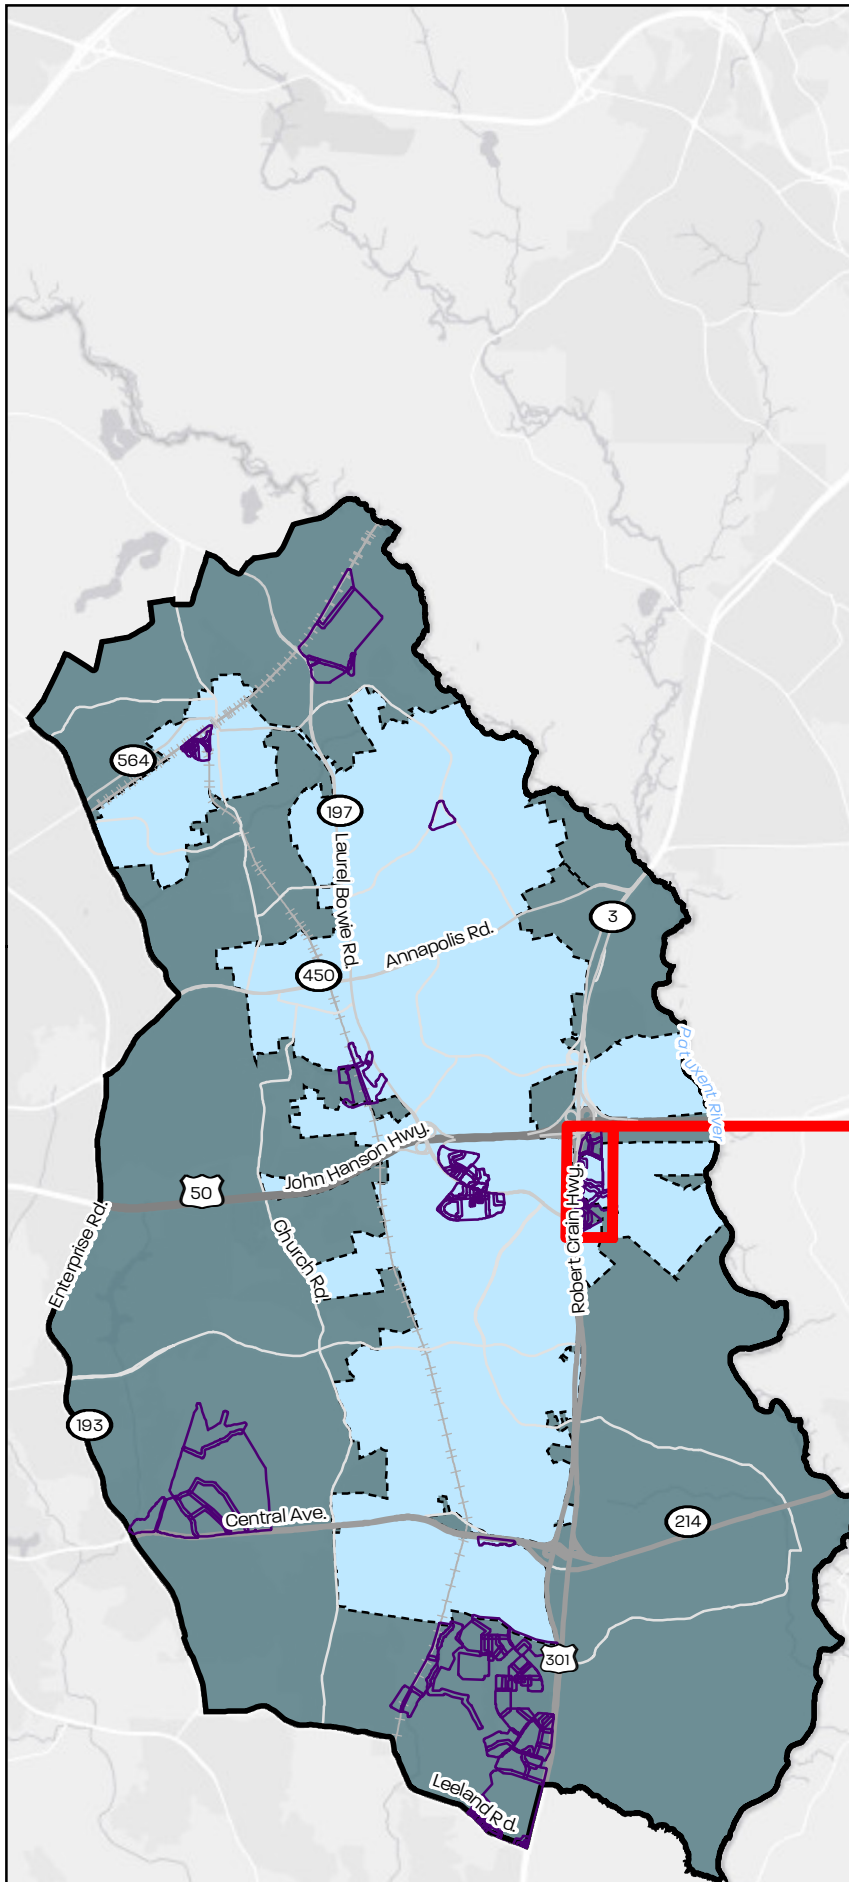 564
197
Laurel Bowie Rd.
3
Annapolis Rd.
450
Patuxent River
John Hanson Hwy.
50
Robert Crain Hwy.
Enterprise Rd.
Church Rd.
193
Central Ave.
214
301
Leeland Rd.